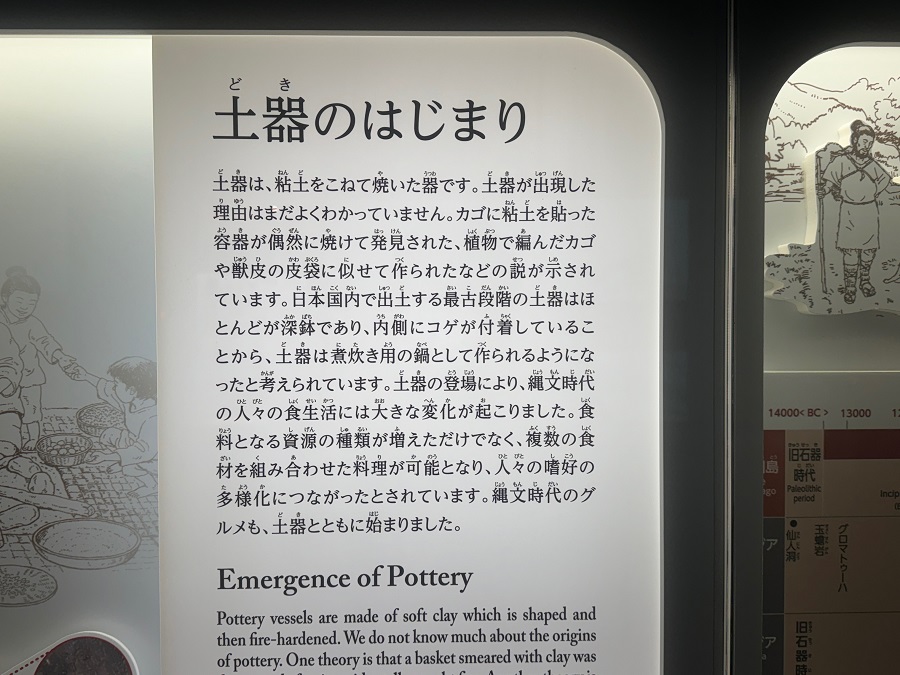 土器のはじまり
土器は、粘土をこねて焼いた器です。土器が出現した
理由はまだよくわかっていません。カゴに粘土を貼った
容器が偶然に焼けて発見された、植物で編んだカゴ
や獣皮の皮袋に似せて作られたなどの説が示され
ています。日本国内で出土する最古段階の土器はほ
とんどが深鉢であり、内側にコゲが付着しているこ
とから、土器は煮炊き用の鍋として作られるようにな
ったと考えられています。土器の登場により、縄文時代
の人々の食生活には大きな変化が起こりました。食
料となる資源の種類が増えただけでなく、複数の食
材を組み合わせた料理が可能となり、人々の嗜好の
多様化につながったとされています。縄文時代のグ
ルメも、土器とともに始まりました。
Emergence of Pottery
Pottery vessels are made of soft clay which is shaped and
then fire-hardened. We do not know much about the origins
of pottery. One theory is that a basket smeared with clay was
14000< BC >
13000
旧石器
時代
Paleolithic
period
島
Incip
仙人洞
玉蟾岩
グロマトゥーハ
旧石器時